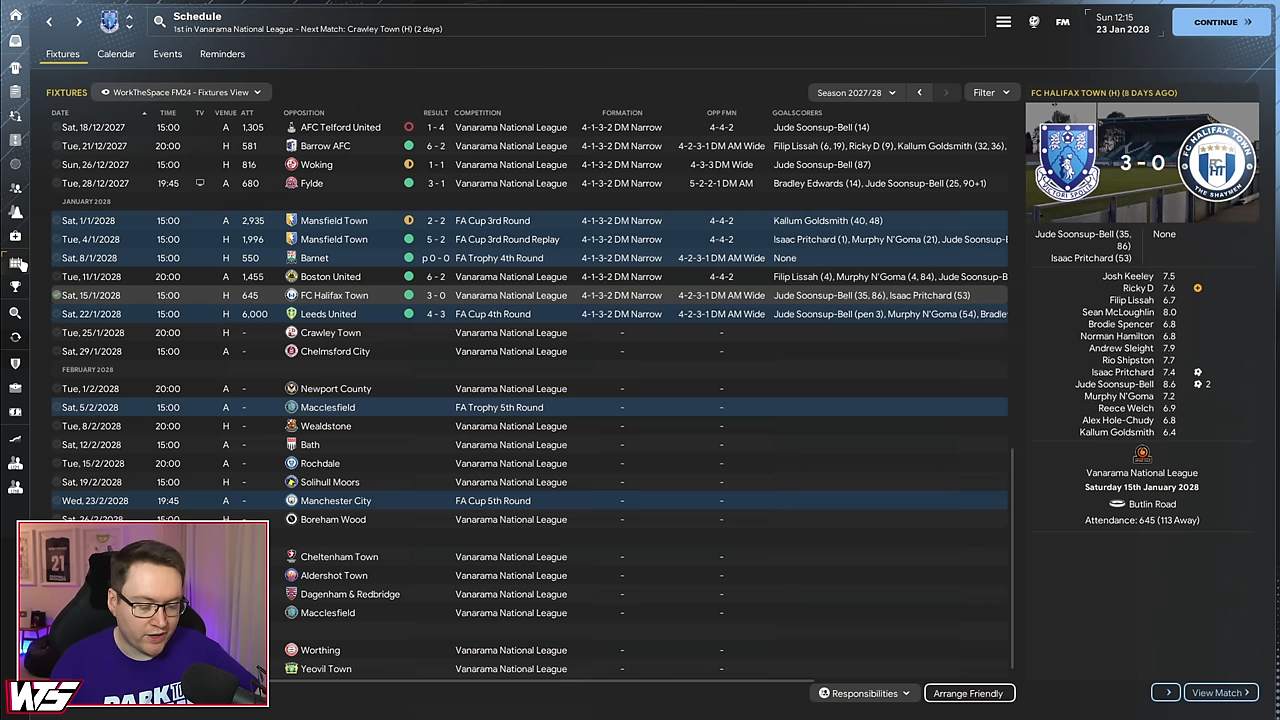 Schedule
1st in Vanarama National League - Next Match: Crawley Town (H) (2 days)
FM
Sun 12:15
23 Jan 2028
CONTINUE
Fixtures Calendar Events Reminders
FIXTURES WorkTheSpace FM24 - Fixtures View Season 2027/28 Filter
DATE TIME TV VENUE ATT OPPOSITION RESULT COMPETITION FORMATION OPP FMN GOALSCORERS
Sat, 18/12/2027 15:00 A 1,305 AFC Telford United 1 - 4 Vanarama National League 4-1-3-2 DM Narrow 4-4-2 Jude Soonsup-Bell (14)
Tue, 21/12/2027 20:00 H 581 Barrow AFC 6 - 2 Vanarama National League 4-1-3-2 DM Narrow 4-2-3-1 DM AM Wide Filip Lissah (6, 19), Ricky D (9), Kallum Goldsmith (32, 36),
Sun, 26/12/2027 15:00 H 816 Woking 1 - 1 Vanarama National League 4-1-3-2 DM Narrow 4-3-3 DM Wide Jude Soonsup-Bell (87)
Tue, 28/12/2027 19:45 A 680 Fylde 3 - 1 Vanarama National League 4-1-3-2 DM Narrow 5-2-2-1 DM AM Bradley Edwards (14), Jude Soonsup-Bell (25, 90+1)
JANUARY 2028
Sat, 1/1/2028 15:00 A 2,935 Mansfield Town 2 - 2 FA Cup 3rd Round 4-1-3-2 DM Narrow 4-4-2 Kallum Goldsmith (40, 48)
Tue, 4/1/2028 15:00 H 1,996 Mansfield Town 5 - 2 FA Cup 3rd Round Replay 4-1-3-2 DM Narrow 4-4-2 Isaac Pritchard (1), Murphy N'Goma (21), Jude Soonsup-E
Sat, 8/1/2028 15:00 H 550 Barnet p 0 - 0 FA Trophy 4th Round 4-1-3-2 DM Narrow 4-2-3-1 DM AM Wide None
Tue, 11/1/2028 20:00 A 1,455 Boston United 6 - 2 Vanarama National League 4-1-3-2 DM Narrow 4-4-2 Filip Lissah (4), Murphy N'Goma (4, 84), Jude Soonsup-B
Sat, 15/1/2028 15:00 H 645 FC Halifax Town 3 - 0 Vanarama National League 4-1-3-2 DM Narrow 4-2-3-1 DM AM Wide Jude Soonsup-Bell (35, 86), Isaac Pritchard (53)
Sat, 22/1/2028 15:00 H 6,000 Leeds United 4 - 3 FA Cup 4th Round 4-1-3-2 DM Narrow 4-2-3-1 DM AM Wide Jude Soonsup-Bell (pen 3), Murphy N'Goma (54), Bradley
Tue, 25/1/2028 20:00 H - Crawley Town Vanarama National League - -
Sat, 29/1/2028 15:00 A - Chelmsford City Vanarama National League - -
FEBRUARY 2028
Tue, 1/2/2028 20:00 A - Newport County Vanarama National League - -
Sat, 5/2/2028 15:00 A - Macclesfield FA Trophy 5th Round - -
Tue, 8/2/2028 20:00 H - Wealdstone Vanarama National League - -
Sat, 12/2/2028 15:00 A - Bath Vanarama National League - -
Tue, 15/2/2028 20:00 A - Rochdale Vanarama National League - -
Sat, 19/2/2028 15:00 H - Solihull Moors Vanarama National League - -
Wed, 23/2/2028 19:45 A - Manchester City FA Cup 5th Round - -
Sat, 26/2/2028 15:00 H - Boreham Wood Vanarama National League - -
Cheltenham Town Vanarama National League - -
Aldershot Town Vanarama National League - -
Dagenham & Redbridge Vanarama National League - -
Macclesfield Vanarama National League - -
Worthing Vanarama National League - -
Yeovil Town Vanarama National League - -
Responsibilities Arrange Friendly
FC HALIFAX TOWN (H) (8 DAYS AGO)
3 - 0
Jude Soonsup-Bell (35, None
86)
Isaac Pritchard (53)
Josh Keeley 7.5
Ricky D 7.6
Filip Lissah 6.7
Sean McLoughlin 8.0
Brodie Spencer 6.8
Norman Hamilton 6.8
Andrew Sleight 7.9
Rio Shipston 7.7
Isaac Pritchard 7.4
Jude Soonsup-Bell 8.6 2
Murphy N'Goma 7.2
Reece Welch 6.9
Alex Hole-Chudy 6.8
Kallum Goldsmith 6.4
Vanarama National League
Saturday 15th January 2028
Butlin Road
Attendance: 645 (113 Away)
View Match
21
WTS